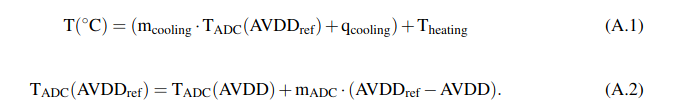 T(°C) = (m_cooling · T_ADC(AVDD_ref) + q_cooling) + T_heating (A.1)
T_ADC(AVDD_ref) = T_ADC(AVDD) + m_ADC · (AVDD_ref − AVDD). (A.2)